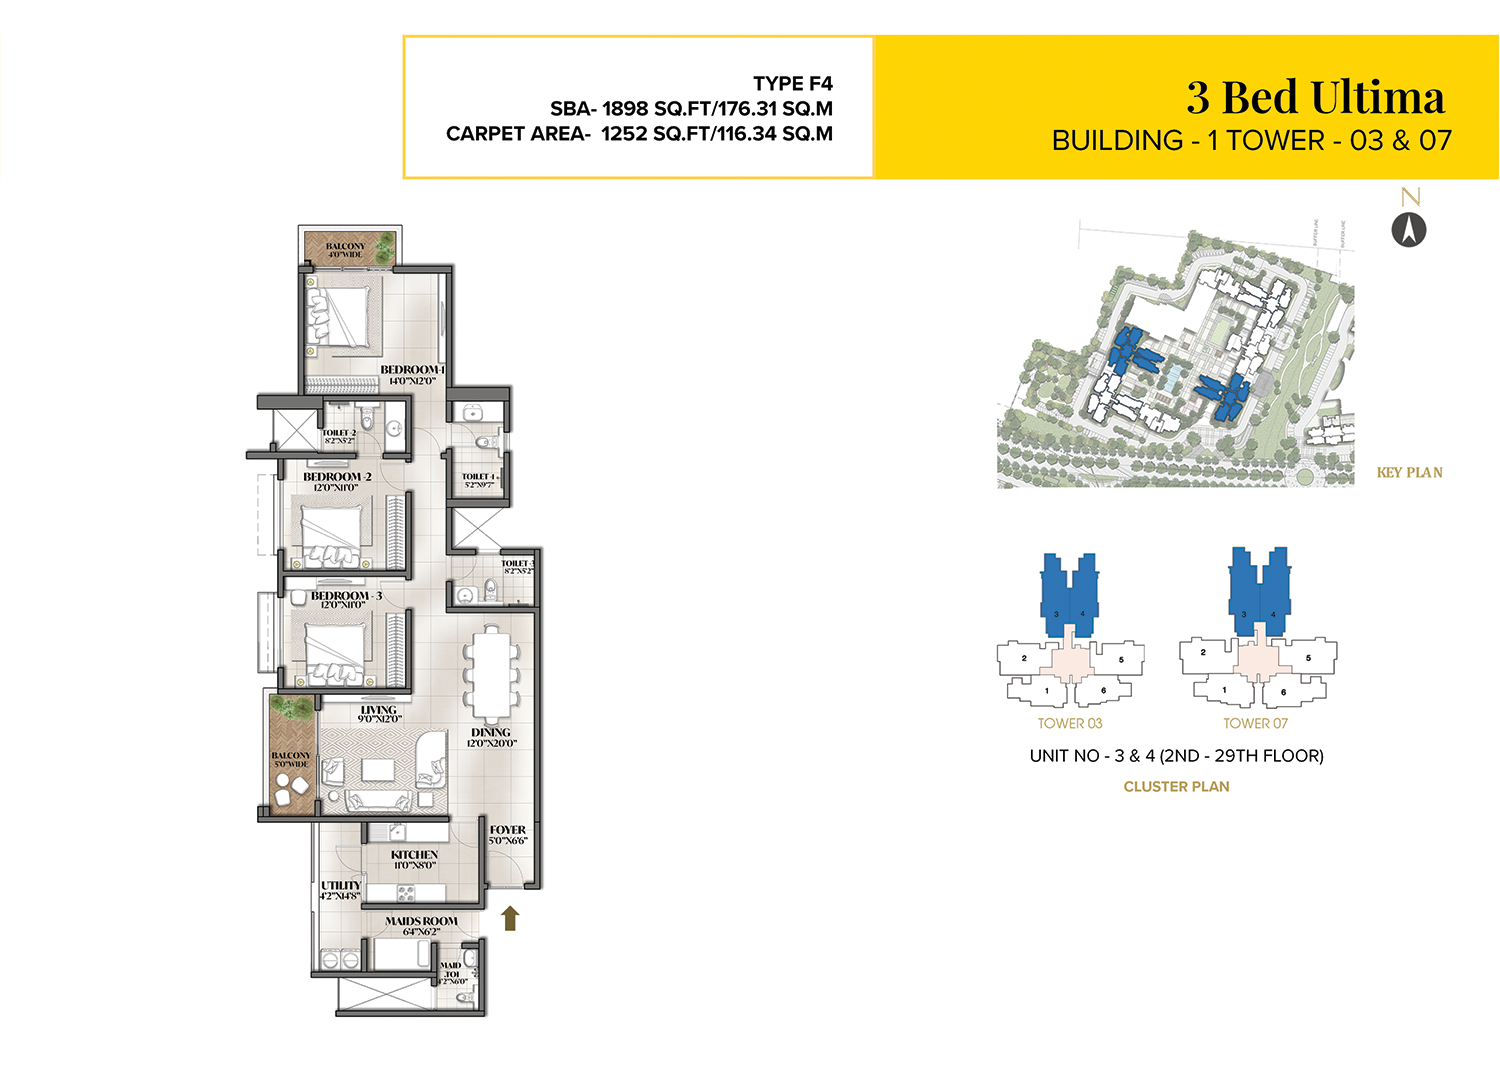 TYPE F4
SBA- 1898 SQ.FT/176.31 SQ.M
CARPET AREA- 1252 SQ.FT/116.34 SQ.M
3 Bed Ultima
BUILDING - 1 TOWER - 03 & 07
N
BUFFER LINE
BUFFER LINE
KEY PLAN
BALCONY
4'0"WIDE
BEDROOM-1
14'0"X12'0"
TOILET-2
8'2"X5'2"
BEDROOM -2
12'0"X11'0"
TOILET-1
5'2"X9'7"
TOILET-3
8'2"X5'2"
BEDROOM - 3
12'0"X11'0"
LIVING
9'0"X12'0"
DINING
12'0"X20'0"
BALCONY
5'0"WIDE
FOYER
5'0"X6'6"
KITCHEN
11'0"X8'0"
UTILITY
4'2"X14'8"
MAIDS ROOM
6'4"X6'2"
MAID
.TOI
4'2"X6'0"
3 4
2 5
1 6
TOWER 03
3 4
2 5
1 6
TOWER 07
UNIT NO - 3 & 4 (2ND - 29TH FLOOR)
CLUSTER PLAN